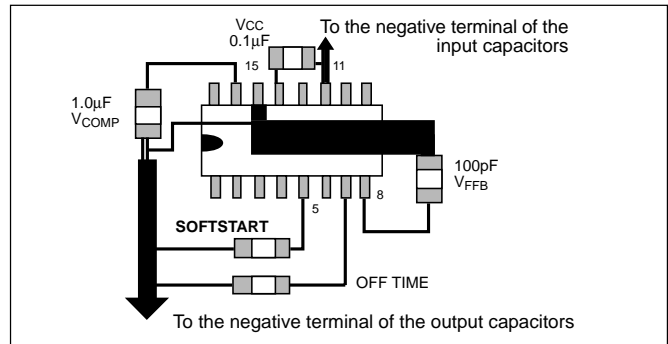 VCC
0.1μF
To the negative terminal of the
input capacitors
15
11
1.0μF
VCOMP
100pF
VFFB
5
8
SOFTSTART
OFF TIME
To the negative terminal of the output capacitors